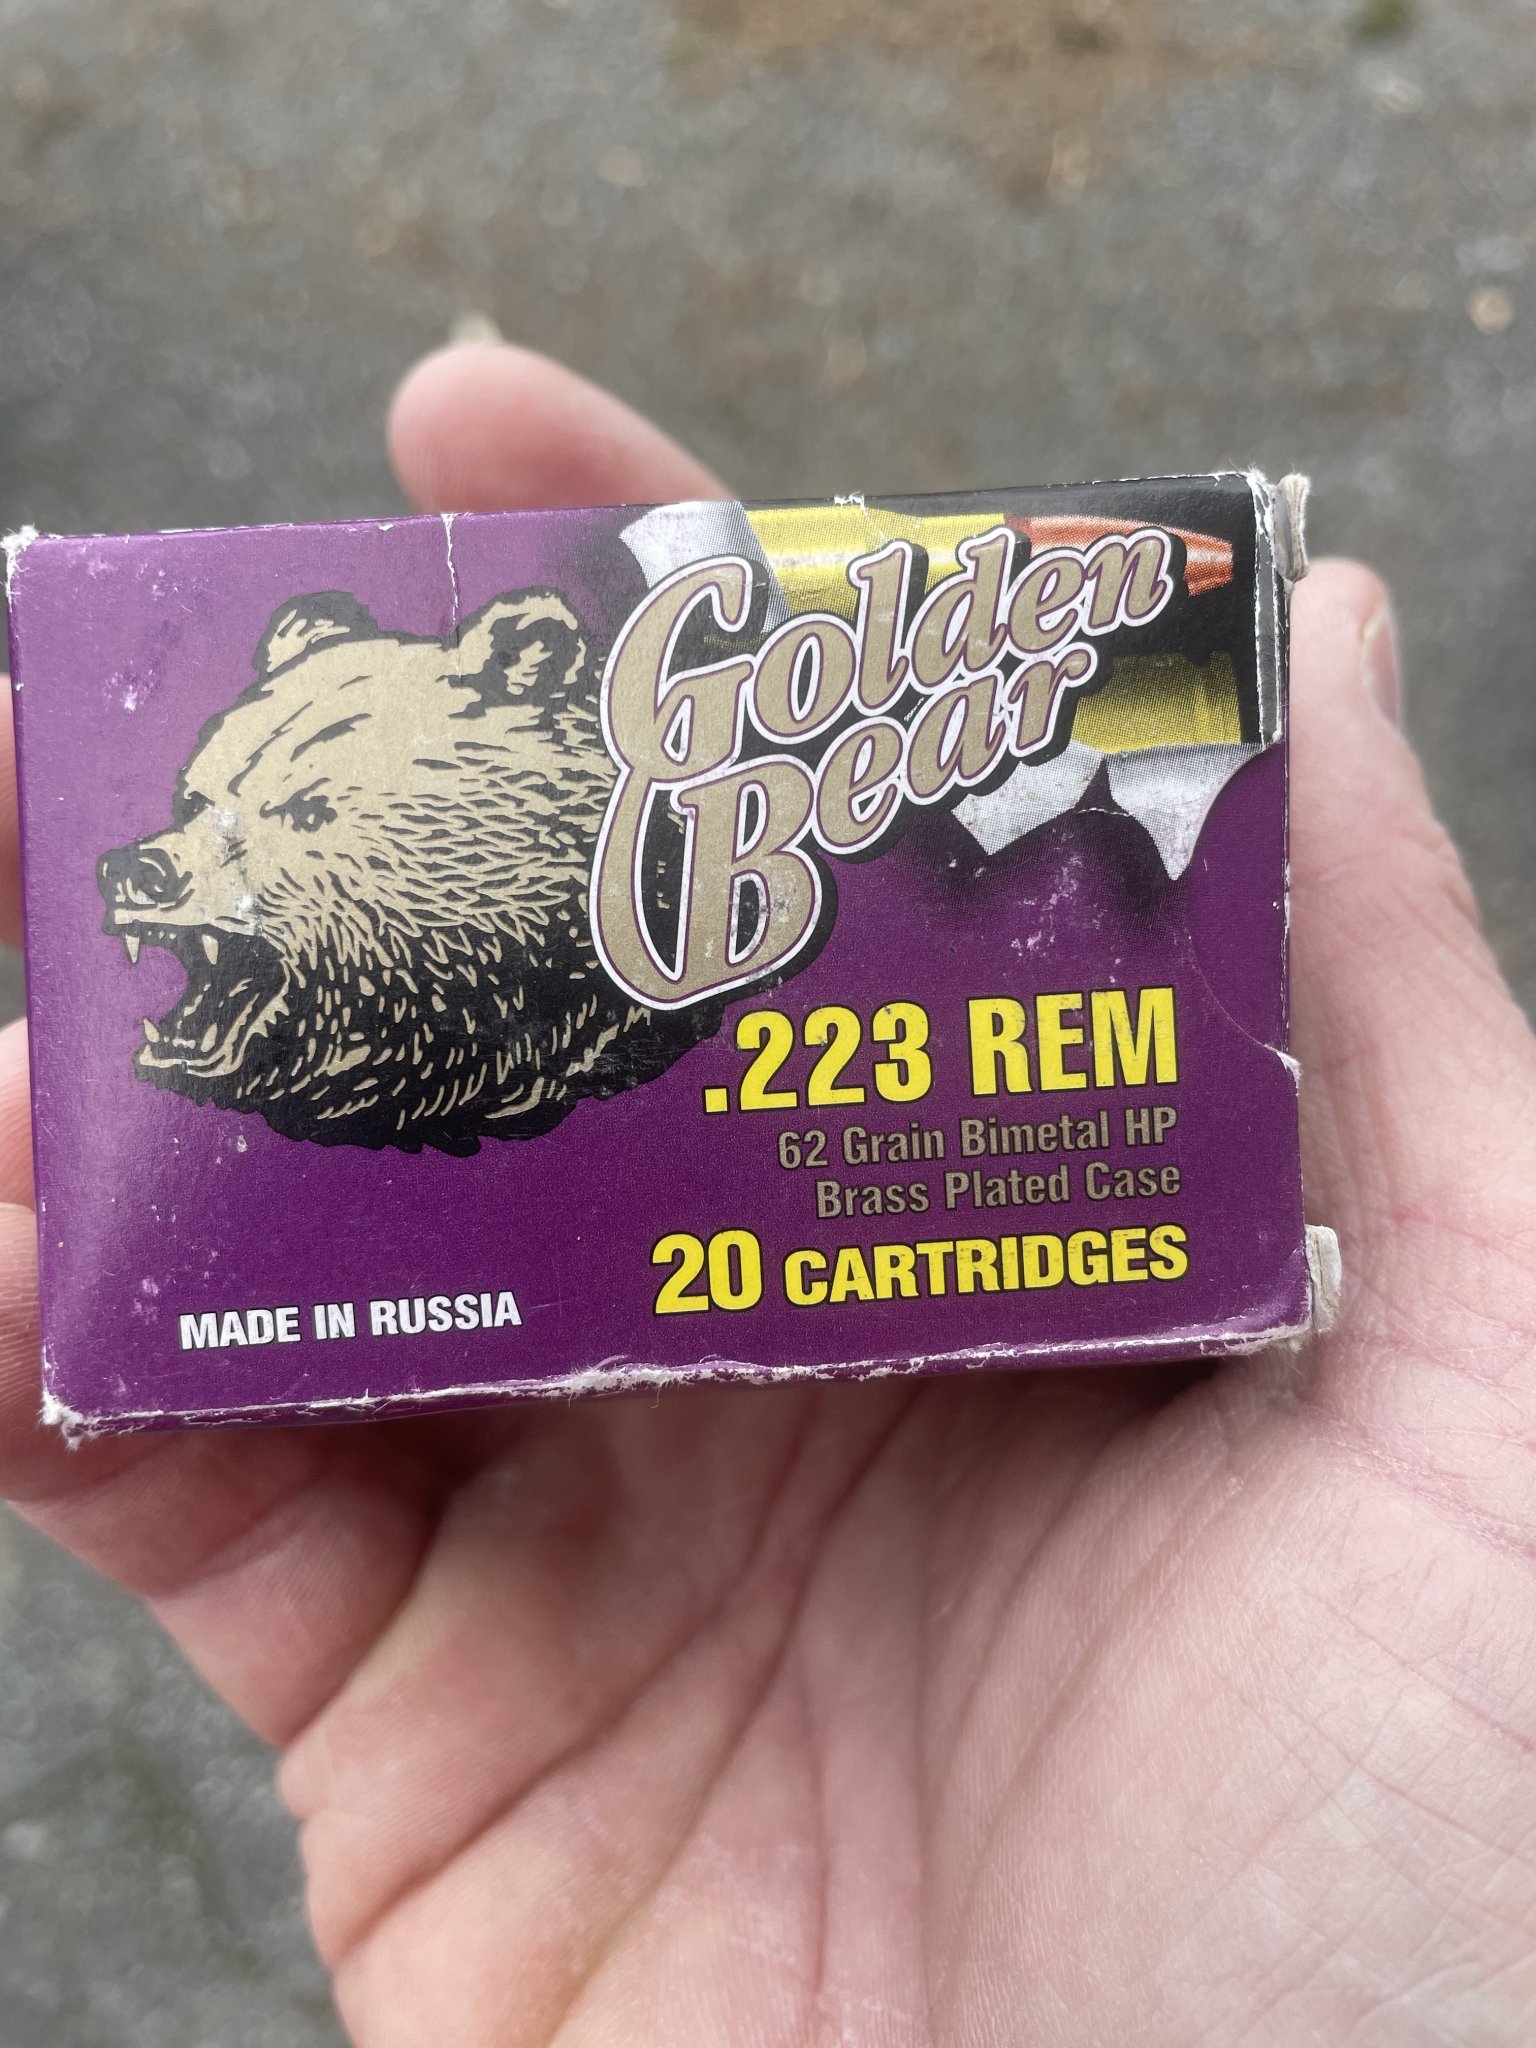 Golden
Bear
.223 REM
62 Grain Bimetal HP
Brass Plated Case
20 CARTRIDGES
MADE IN RUSSIA